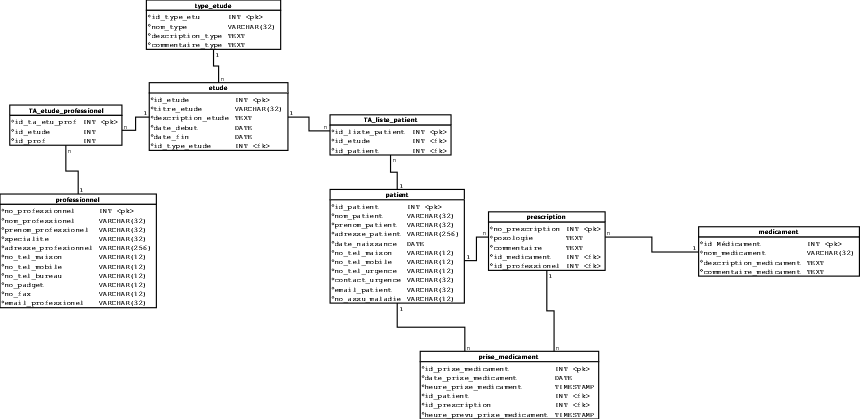 type_etude
°id_type_etu INT <pk>
°nom_type VARCHAR(32)
°description_type TEXT
°commentaire_type TEXT
1
n
etude
°id_etude INT <pk>
°titre_etude VARCHAR(32)
°description_etude TEXT
°date_debut DATE
°date_fin DATE
°id_type_etude INT <fk>
1
1
TA_etude_professionel
°id_ta_etu_prof INT <pk>
°id_etude INT
°id_prof INT
n
n
n
TA_liste_patient
°id_liste_patient INT <pk>
°id_etude INT <fk>
°id_patient INT <fk>
n
1
1
professionnel
°no_professionnel INT <pk>
°nom_professionel VARCHAR(32)
°prenom_professionel VARCHAR(32)
°specialite VARCHAR(32)
°adresse_profesionnel VARCHAR(256)
°no_tel_maison VARCHAR(12)
°no_tel_mobile VARCHAR(12)
°no_tel_bureau VARCHAR(12)
°no_padget VARCHAR(12)
°no_fax VARCHAR(12)
°email_professionel VARCHAR(32)
patient
°id_patient INT <pk>
°nom_patient VARCHAR(32)
°prenom_patient VARCHAR(32)
°adresse_patient VARCHAR(256)
°date_naissance DATE
°no_tel_maison VARCHAR(12)
°no_tel_mobile VARCHAR(12)
°no_tel_urgence VARCHAR(12)
°contact_urgence VARCHAR(32)
°email_patient VARCHAR(32)
°no_assu_maladie VARCHAR(12)
1
n
prescription
°no_prescription INT <pk>
°posologie TEXT
°commentaire TEXT
°id_medicament INT <fk>
°id_professionel INT <fk>
n
1
medicament
°id Médicament INT <pk>
°nom_medicament VARCHAR(32)
°description_medicament TEXT
°commentaire_medicament TEXT
1
1
n
n
prise_medicament
°id_prise_medicament INT <pk>
°date_prise_medicament DATE
°heure_prise_medicament TIMESTAMP
°id_patient INT <fk>
°id_prescription INT <fk>
°heure_prevu_prise_medicament TIMESTAMP